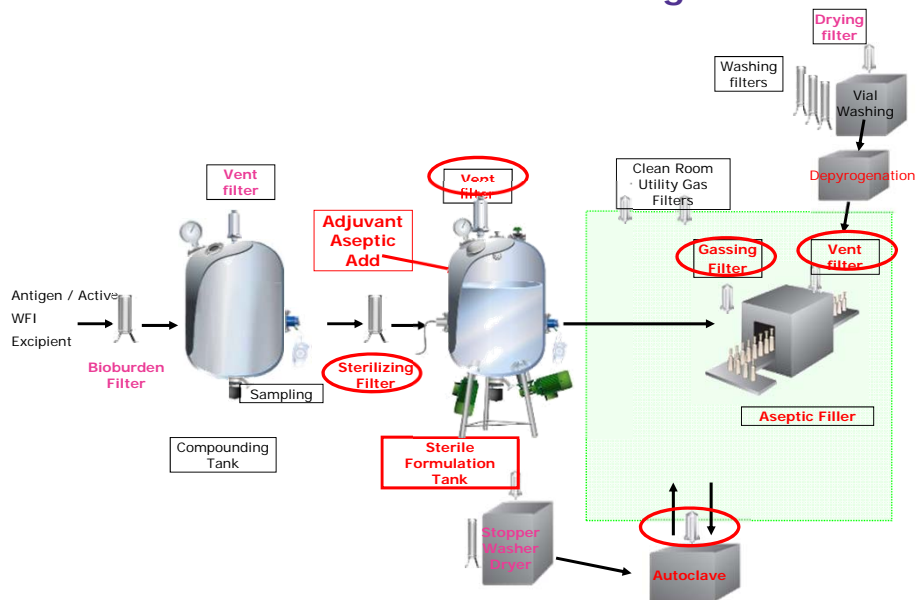 Drying
filter
Washing
filters
Vial
Washing
Depyrogenation
Clean Room
Utility Gas
Filters
Vent
filter
Vent
filter
Adjuvant
Aseptic
Add
Gassing
Filter
Vent
filter
Antigen / Active
WFI
Excipient
Bioburden
Filter
Sterilizing
Filter
Sampling
Aseptic Filler
Compounding
Tank
Sterile
Formulation
Tank
Stopper
Washer
Dryer
Autoclave